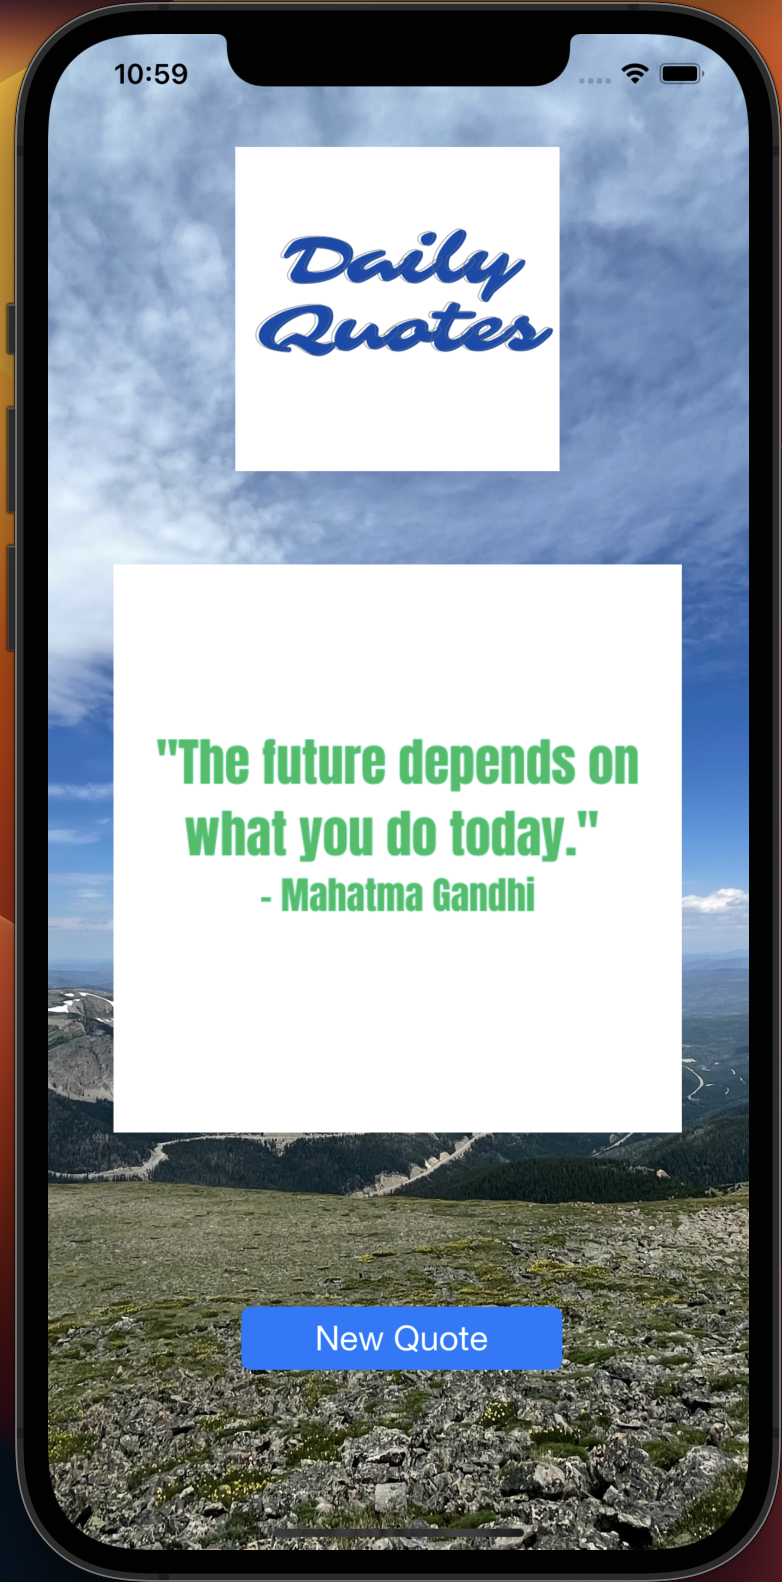 10:59
Daily
Quotes
"The future depends on
what you do today."
- Mahatma Gandhi
New Quote